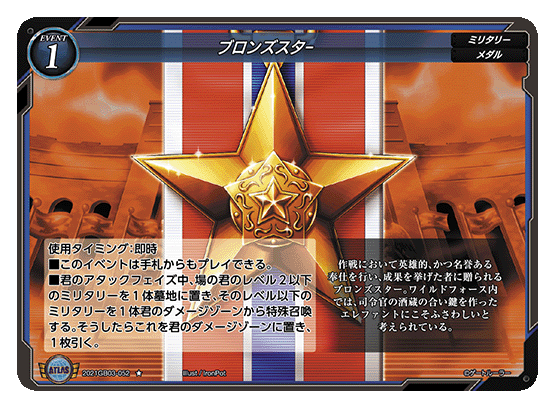 EVENT
1
ブロンズスター
ミリタリー
メダル
使用タイミング:即時
■このイベントは手札からもプレイできる。
■君のアタックフェイズ中、場の君のレベル2以下
のミリタリーを1体墓地に置き、そのレベル以下の
ミリタリーを1体君のダメージゾーンから特殊召喚
する。そうしたらこれを君のダメージゾーンに置き、
1枚引く。
作戦において英雄的、かつ名誉ある
奉仕を行い、成果を挙げた者に贈られる
ブロンズスター。ワイルドフォース内
では、司令官の酒蔵の合い鍵を作った
エレファントにこそふさわしいと
考えられている。
ATLAS
2021GB03-052 ★
Illust / IronPot
©ゲートルーラー